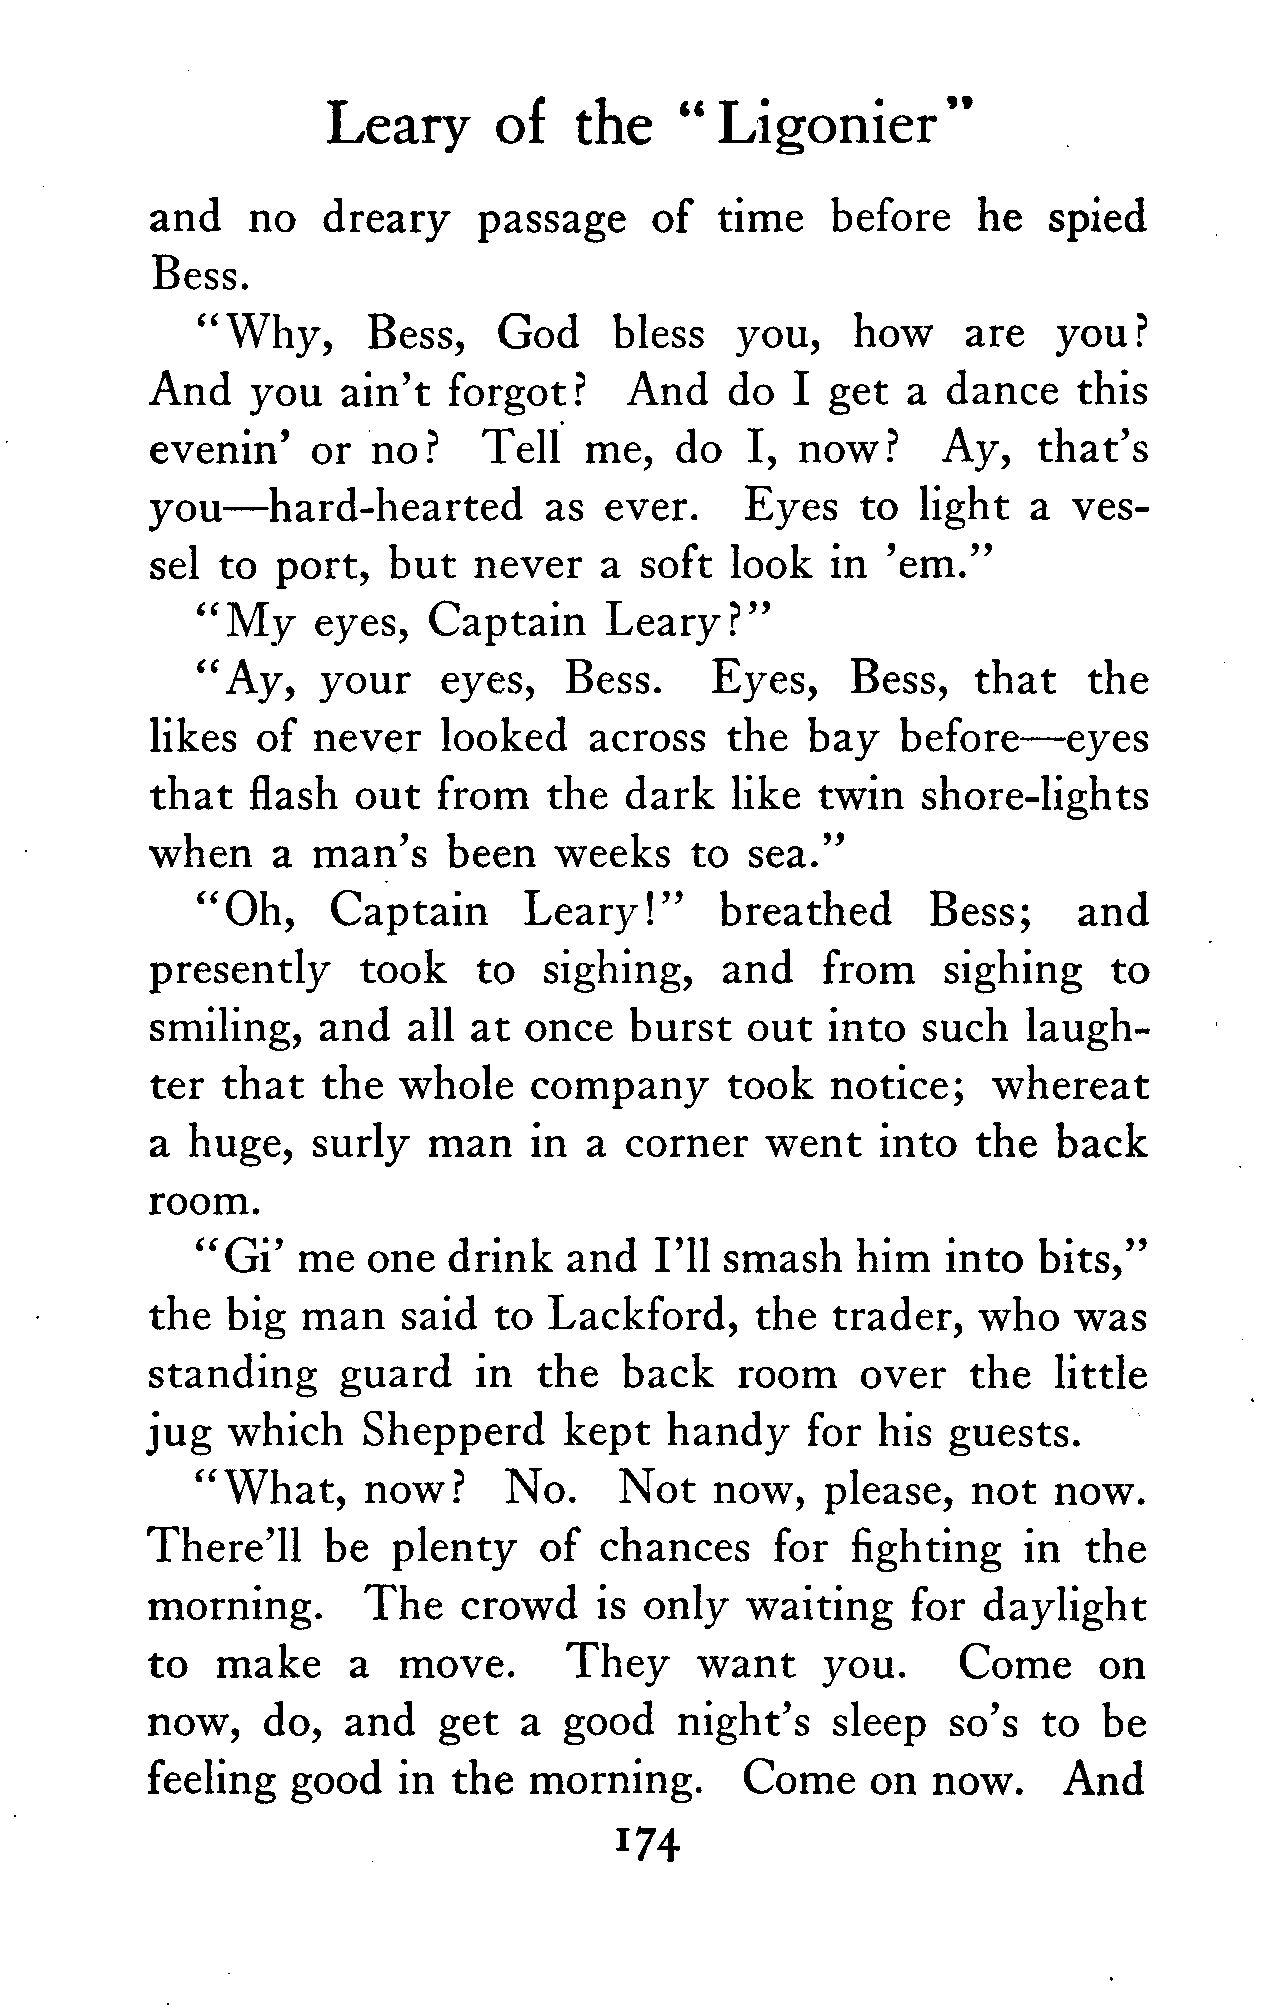 Leary of the "Ligonier"
and no dreary passage of time before he spied
Bess.
"Why, Bess, God bless you, how are you?
And you ain't forgot? And do I get a dance this
evenin' or no? Tell me, do I, now? Ay, that's
you—hard-hearted as ever. Eyes to light a ves-
sel to port, but never a soft look in 'em."
"My eyes, Captain Leary?"
"Ay, your eyes, Bess. Eyes, Bess, that the
likes of never looked across the bay before—eyes
that flash out from the dark like twin shore-lights
when a man's been weeks to sea."
"Oh, Captain Leary!" breathed Bess; and
presently took to sighing, and from sighing to
smiling, and all at once burst out into such laugh-
ter that the whole company took notice; whereat
a huge, surly man in a corner went into the back
room.
"Gi' me one drink and I'll smash him into bits,"
the big man said to Lackford, the trader, who was
standing guard in the back room over the little
jug which Shepperd kept handy for his guests.
"What, now? No. Not now, please, not now.
There'll be plenty of chances for fighting in the
morning. The crowd is only waiting for daylight
to make a move. They want you. Come on
now, do, and get a good night's sleep so's to be
feeling good in the morning. Come on now. And
174